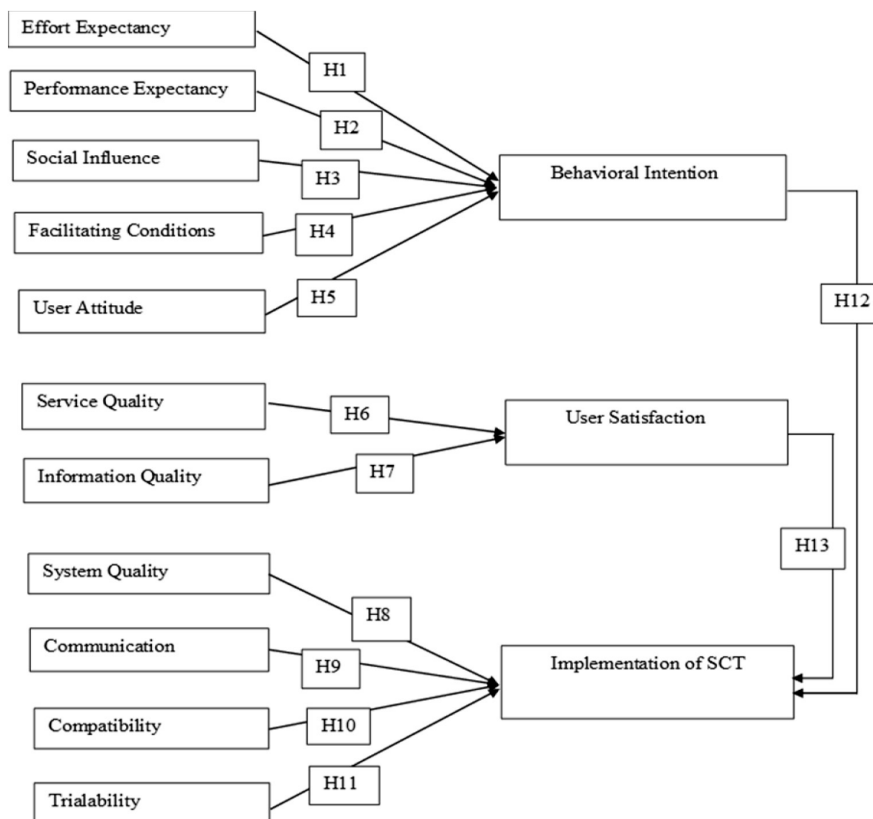 Effort Expectancy
H1
Performance Expectancy
H2
Social Influence
H3
Behavioral Intention
Facilitating Conditions
H4
User Attitude
H5
H12
Service Quality
H6
User Satisfaction
Information Quality
H7
H13
System Quality
H8
Communication
H9
Implementation of SCT
Compatibility
H10
Trialability
H11